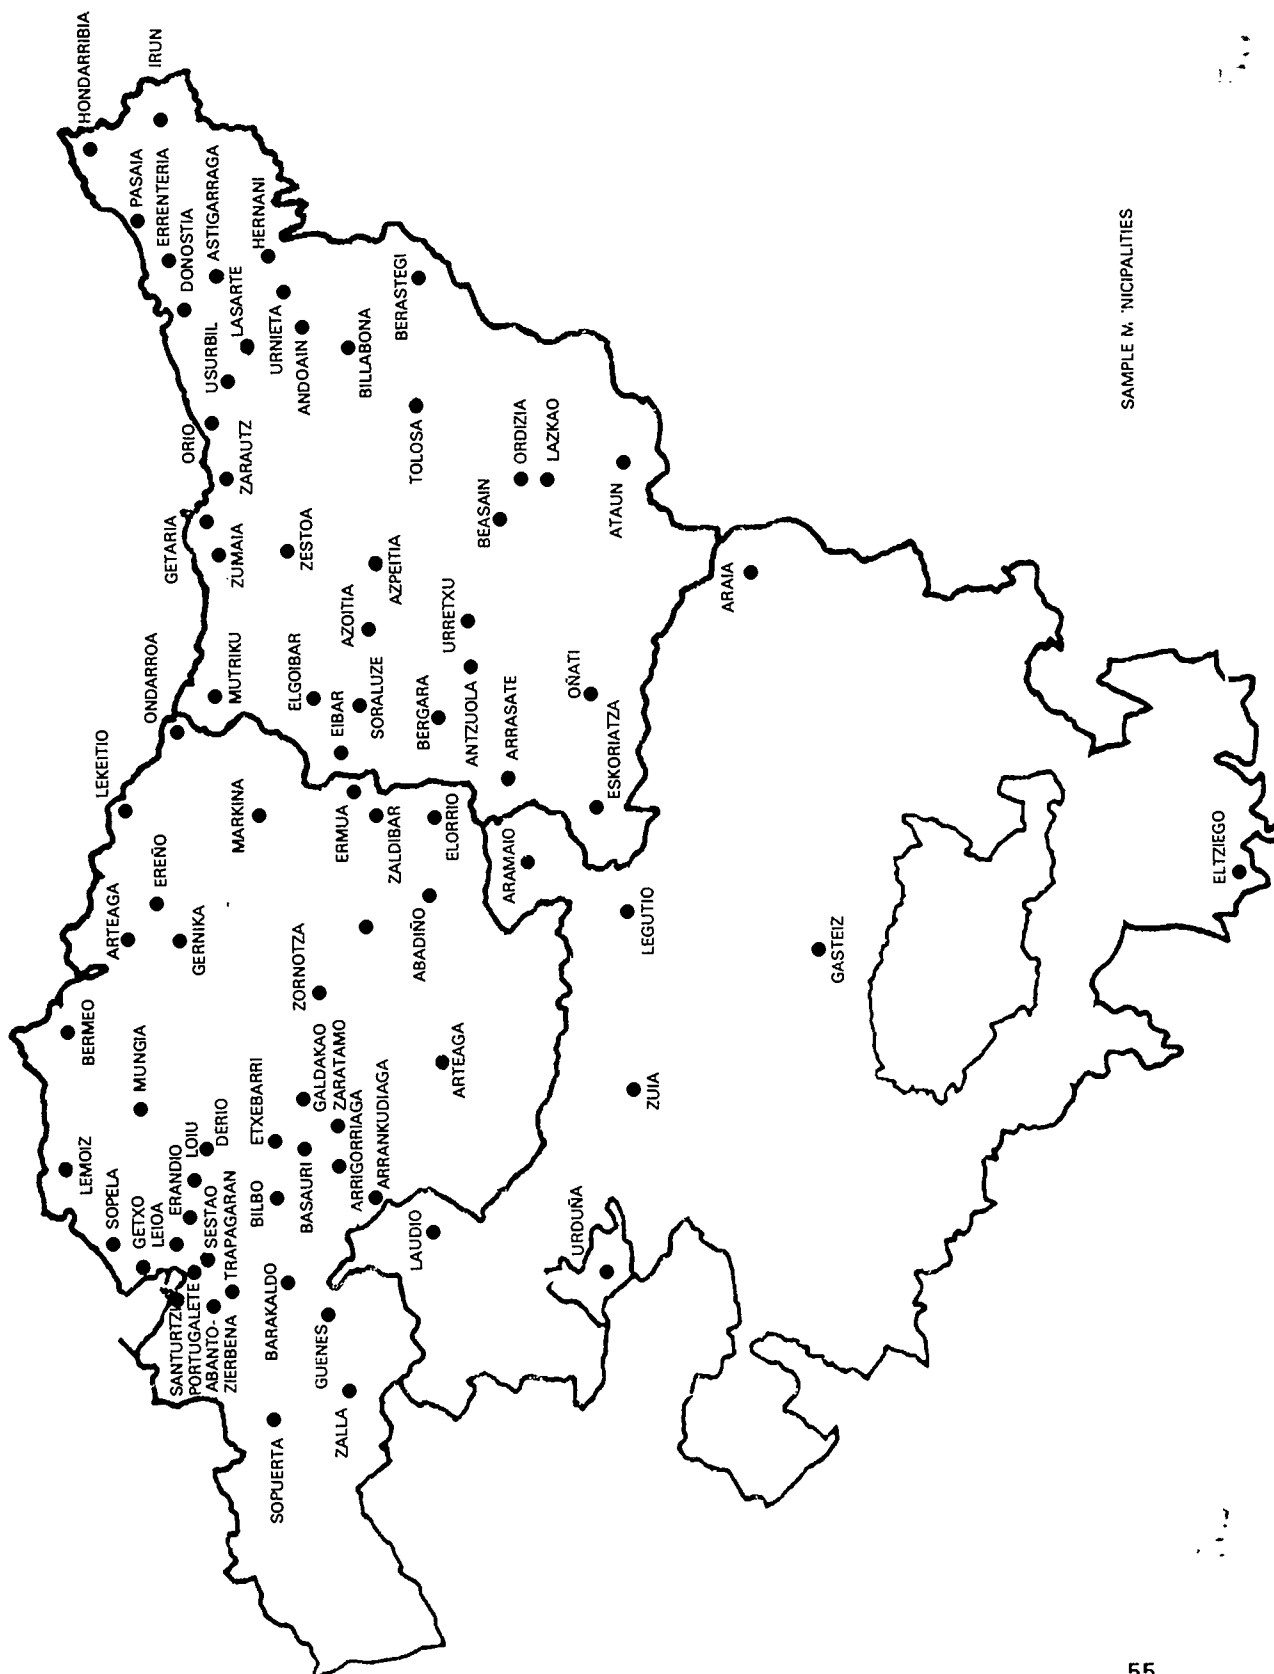 HONDARRIBIA
IRUN
PASAIA
ERRENTERIA
DONOSTIA
ASTIGARRAGA
HERNANI
LASARTE
USURBIL
URNIETA
ANDOAIN
BILLABONA
BERASTEGI
ORIO
ZARAUTZ
TOLOSA
ORDIZIA
LAZKAO
BEASAIN
ATAUN
GETARIA
ZUMAIA
ZESTOA
AZPEITIA
AZOITIA
URRETXU
ANTZUOLA
ARAIA
ONDARROA
MUTRIKU
ELGOIBAR
EIBAR
SORALUZE
BERGARA
ARRASATE
OÑATI
ESKORIATZA
LEKEITIO
MARKINA
ERMUA
ZALDIBAR
ELORRIO
ARAMAIO
EREÑO
ARTEAGA
GERNIKA
ABADIÑO
LEGUTIO
GASTEIZ
ELTZIEGO
BERMEO
ZORNOTZA
MUNGIA
GALDAKAO
ZARATAMO
ARTEAGA
ZUIA
LEMOIZ
LOIU
DERIO
ETXEBARRI
BASAURI
ARRIGORRIAGA
ARRANKUDIAGA
SOPELA
GETXO
LEIOA
ERANDIO
SESTAO
TRAPAGARAN
BILBO
LAUDIO
URDUÑA
SANTURTZI
PORTUGALETE
ABANTO-
ZIERBENA
BARAKALDO
GUENES
ZALLA
SOPUERTA
SAMPLE
55